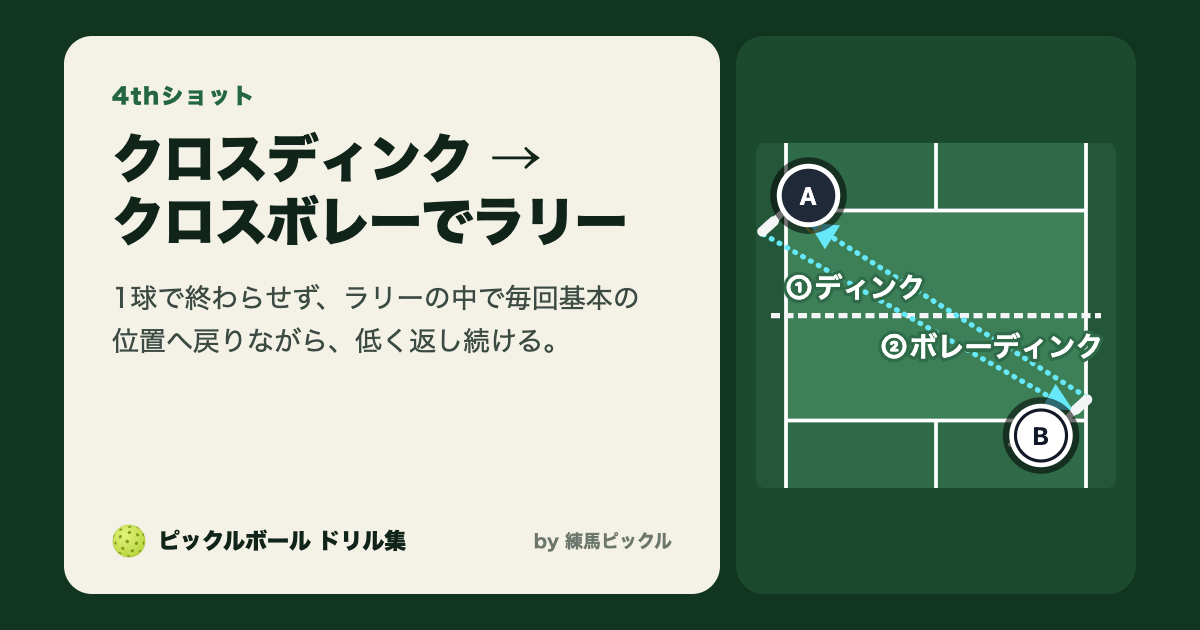 4thショット
クロスディンク →
クロスボレーでラリー
1球で終わらせず、ラリーの中で毎回基本の
位置へ戻りながら、低く返し続ける。
ピックルボール ドリル集
by 練馬ピックル
A
①ディンク
②ボレーディンク
B